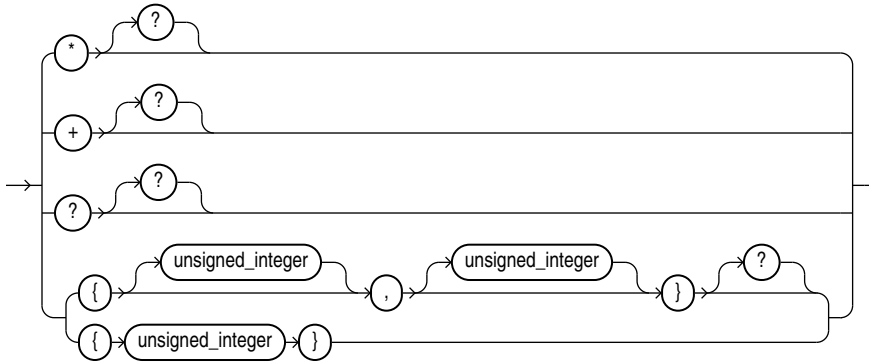 ?
*
?
+
?
?
unsigned_integer unsigned_integer ?
{ , }
{ unsigned_integer }